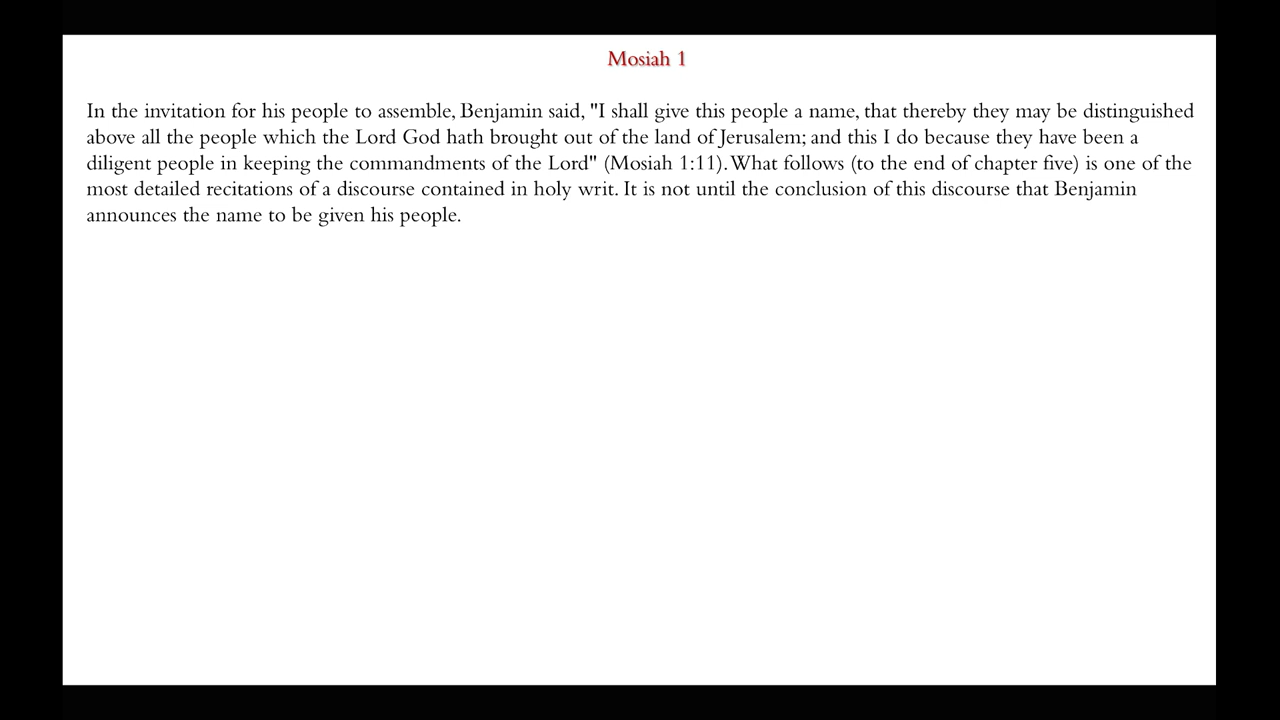 Mosiah 1
In the invitation for his people to assemble, Benjamin said, "I shall give this people a name, that thereby they may be distinguished
above all the people which the Lord God hath brought out of the land of Jerusalem; and this I do because they have been a
diligent people in keeping the commandments of the Lord" (Mosiah 1:11). What follows (to the end of chapter five) is one of the
most detailed recitations of a discourse contained in holy writ. It is not until the conclusion of this discourse that Benjamin
announces the name to be given his people.